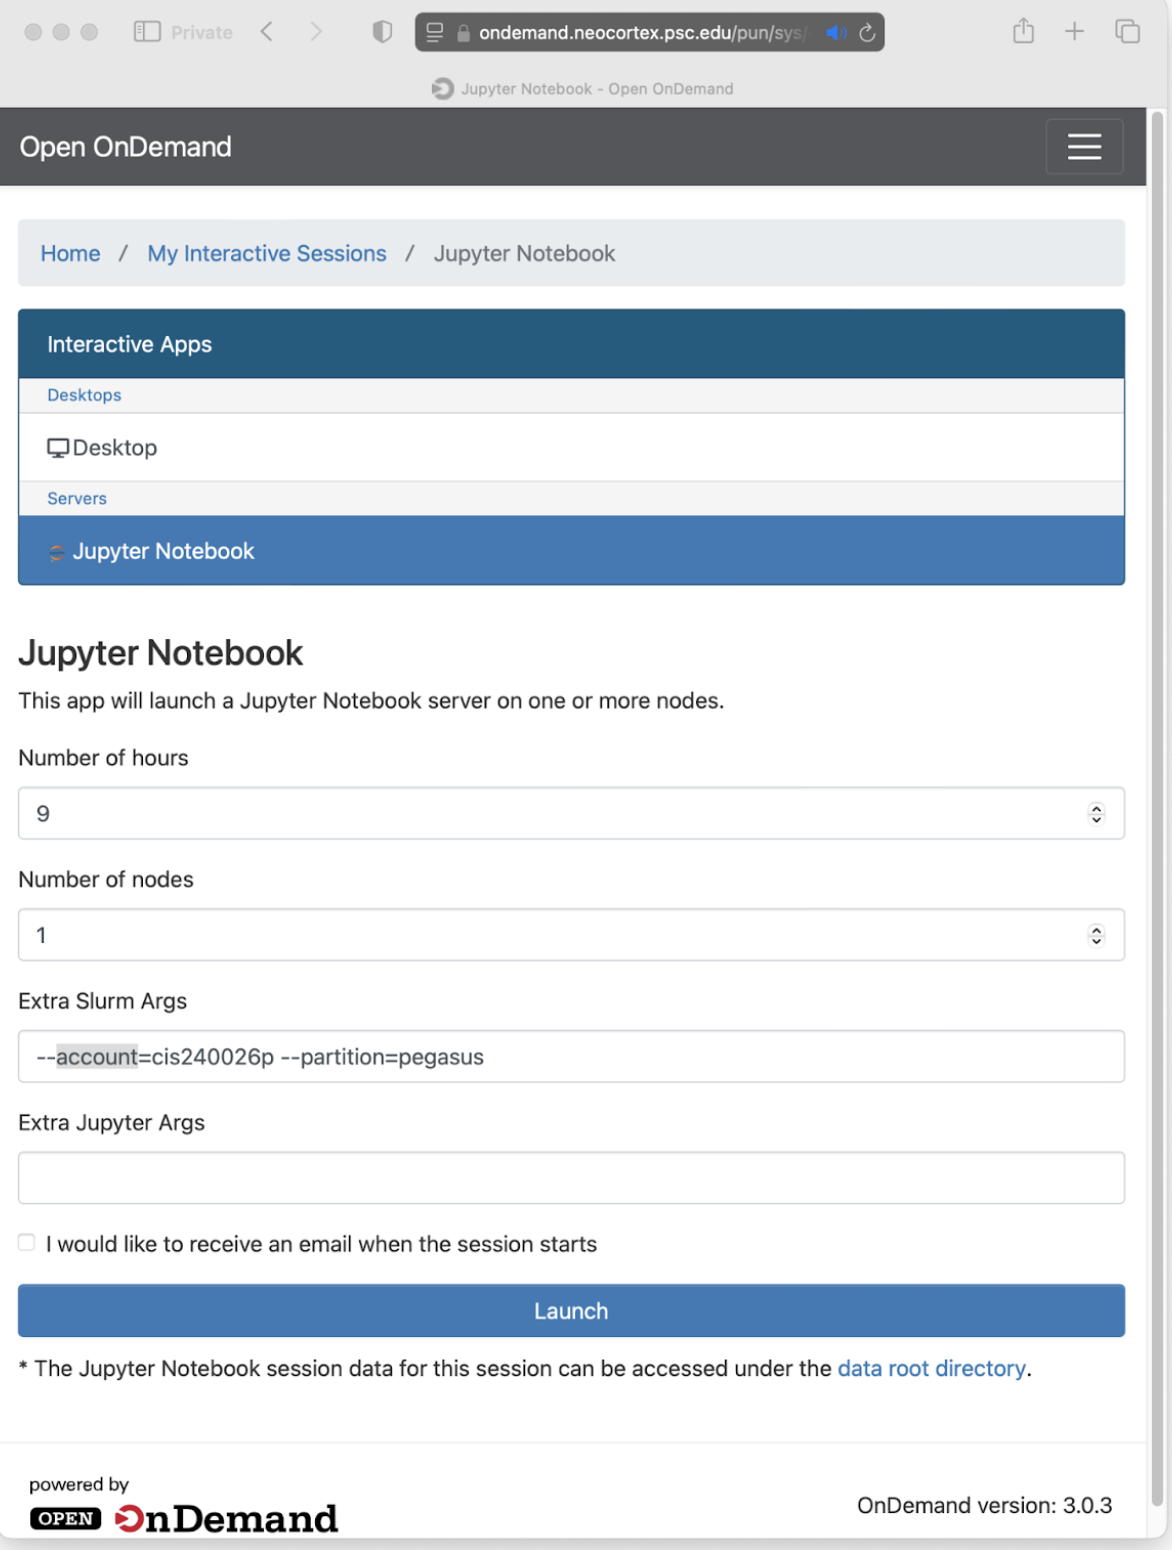 Private
ondemand.neocortex.psc.edu/pun/sys/
Jupyter Notebook - Open OnDemand
Open OnDemand
Home / My Interactive Sessions / Jupyter Notebook
Interactive Apps
Desktops
Desktop
Servers
Jupyter Notebook
Jupyter Notebook
This app will launch a Jupyter Notebook server on one or more nodes.
Number of hours
9
Number of nodes
1
Extra Slurm Args
--account=cis240026p --partition=pegasus
Extra Jupyter Args
I would like to receive an email when the session starts
Launch
* The Jupyter Notebook session data for this session can be accessed under the data root directory.
powered by
OPEN OnDemand
OnDemand version: 3.0.3